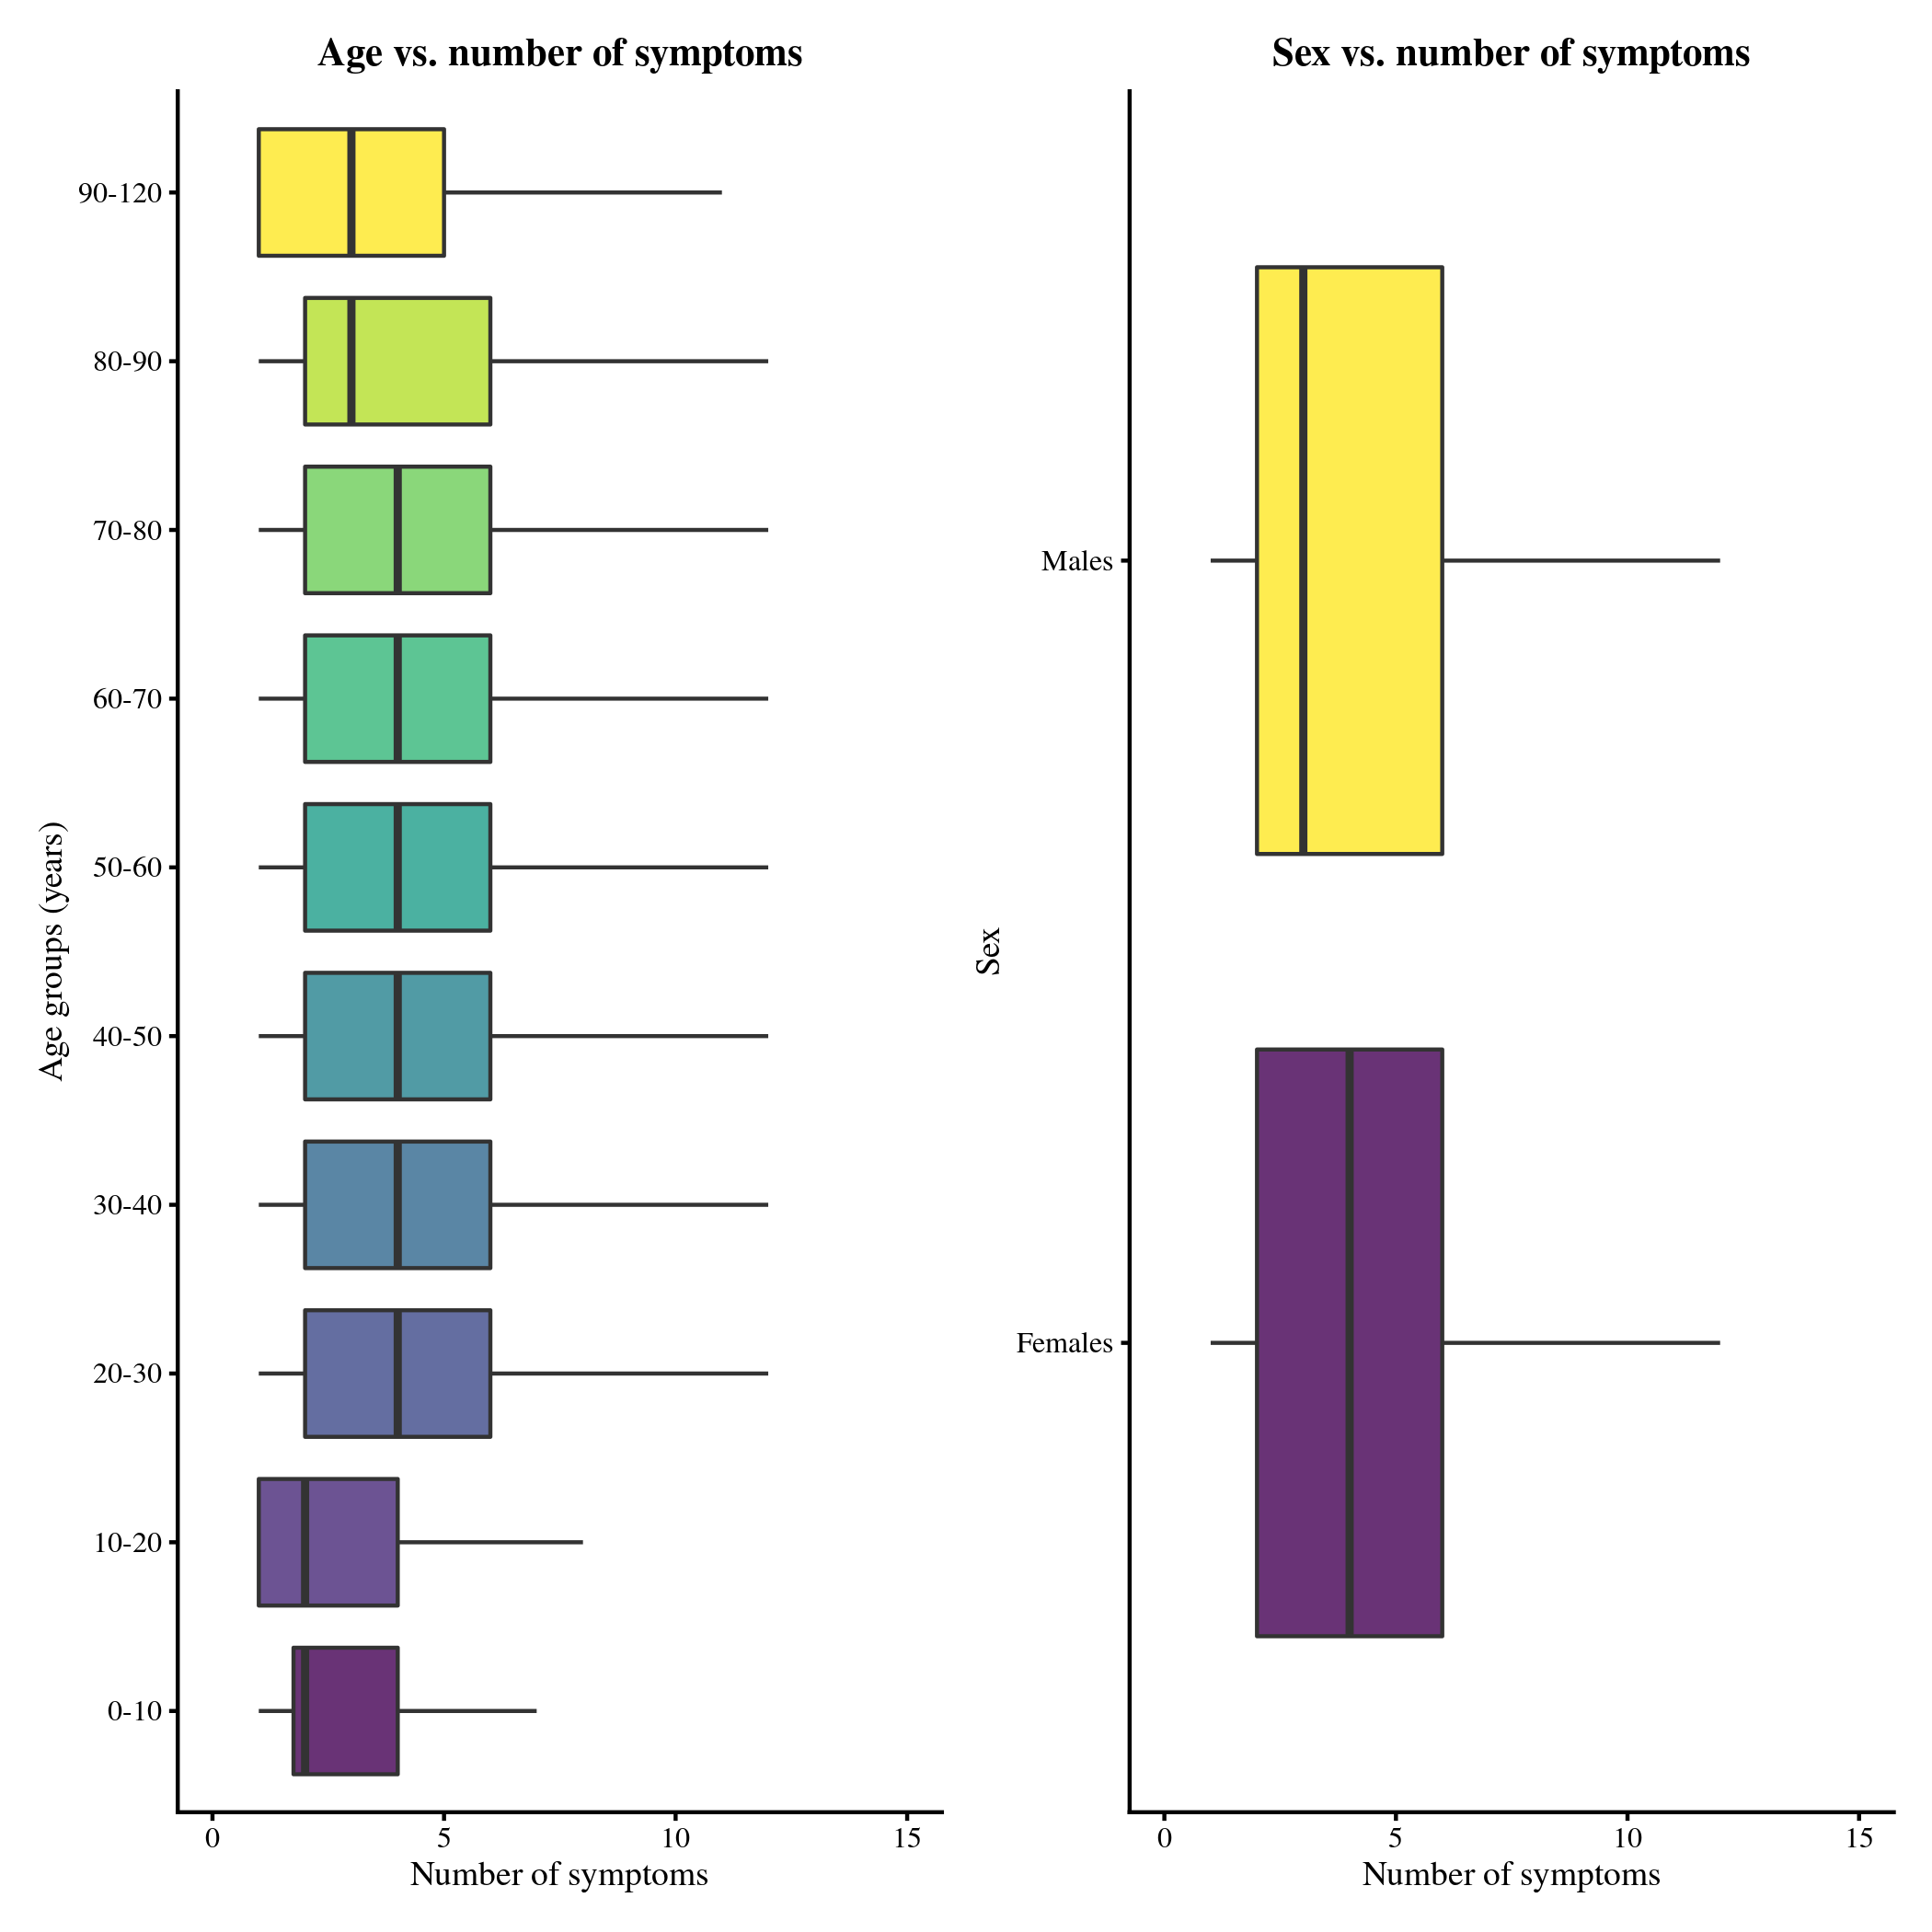 Age vs. number of symptoms
Age groups (years)
90-120
80-90
70-80
60-70
50-60
40-50
30-40
20-30
10-20
0-10
0 5 10 15
Number of symptoms
Sex vs. number of symptoms
Sex
Males
Females
0 5 10 15
Number of symptoms